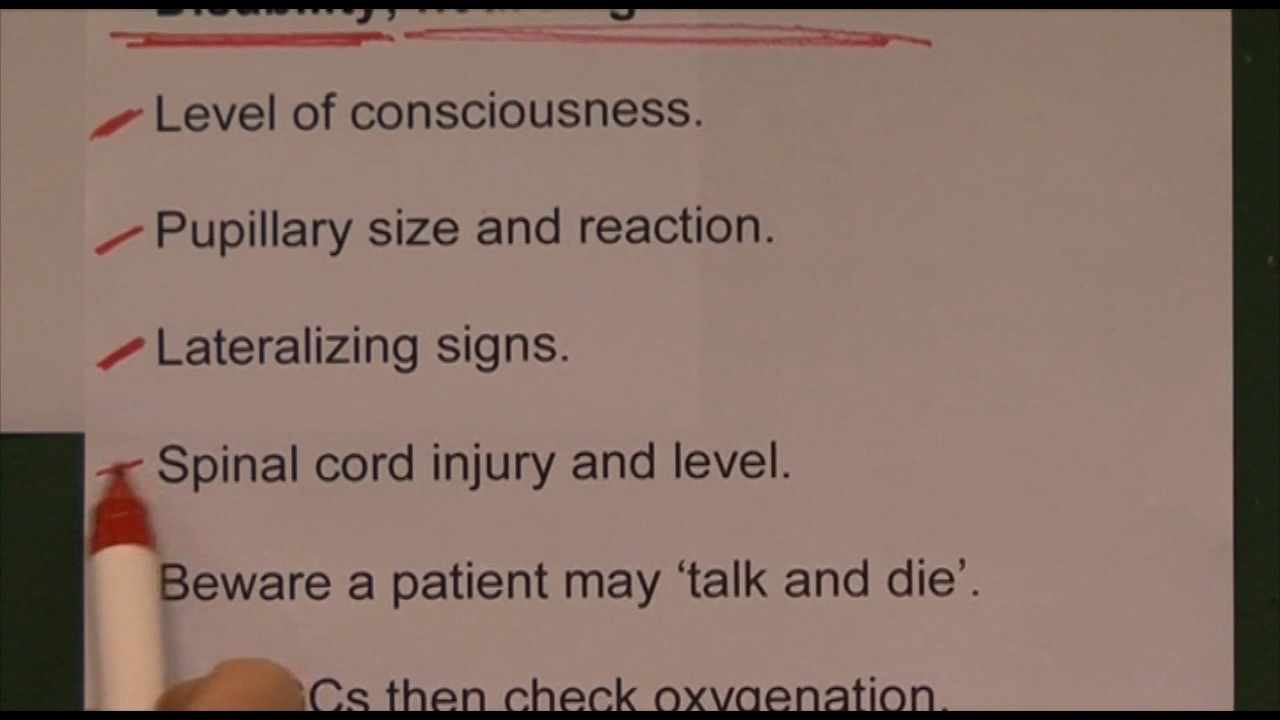 Disability,
Level of consciousness.
Pupillary size and reaction.
Lateralizing signs.
Spinal cord injury and level.
Beware a patient may ‘talk and die’.
then check oxygenation.